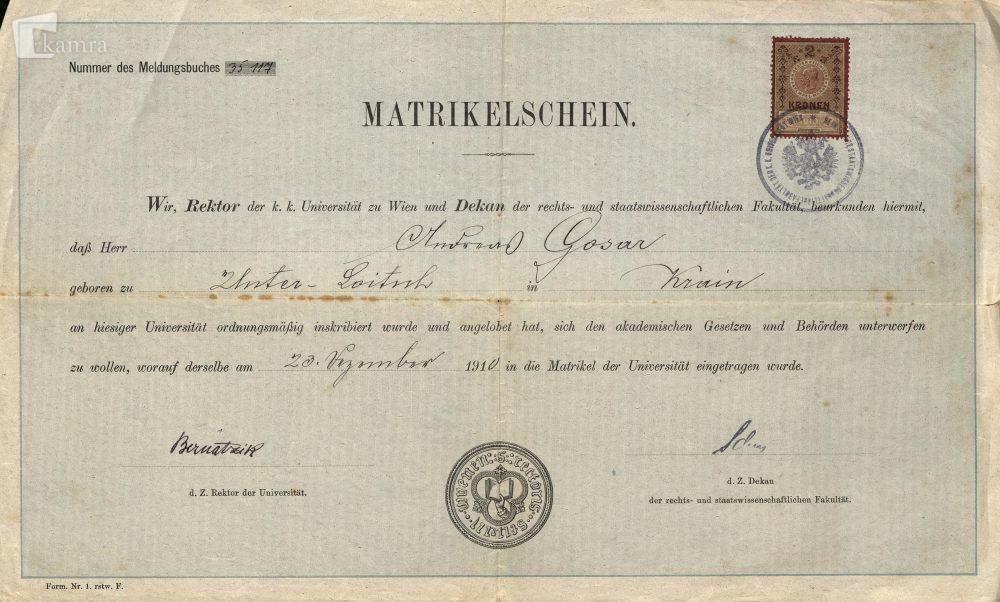 kamra
Nummer des Meldungsbuches 35 117
2
KRONEN
MATRIKELSCHEIN.
Wir, Rektor der k. k. Universität zu Wien und Dekan der rechts- und staatswissenschaftlichen Fakultät, beurkunden hiermit,
daß Herr Andreas Gosar
geboren zu Unter-Loitsch in Krain
an hiesiger Universität ordnungsmäßig inskribiert wurde und angelobet hat, sich den akademischen Gesetzen und Behörden unterwerfen
zu wollen, worauf derselbe am 23. Dezember 1910 in die Matrikel der Universität eingetragen wurde.
Bernatzik
d. Z. Rektor der Universität.
d. Z. Dekan
der rechts- und staatswissenschaftlichen Fakultät.
Form. Nr. 1. rstw. F.